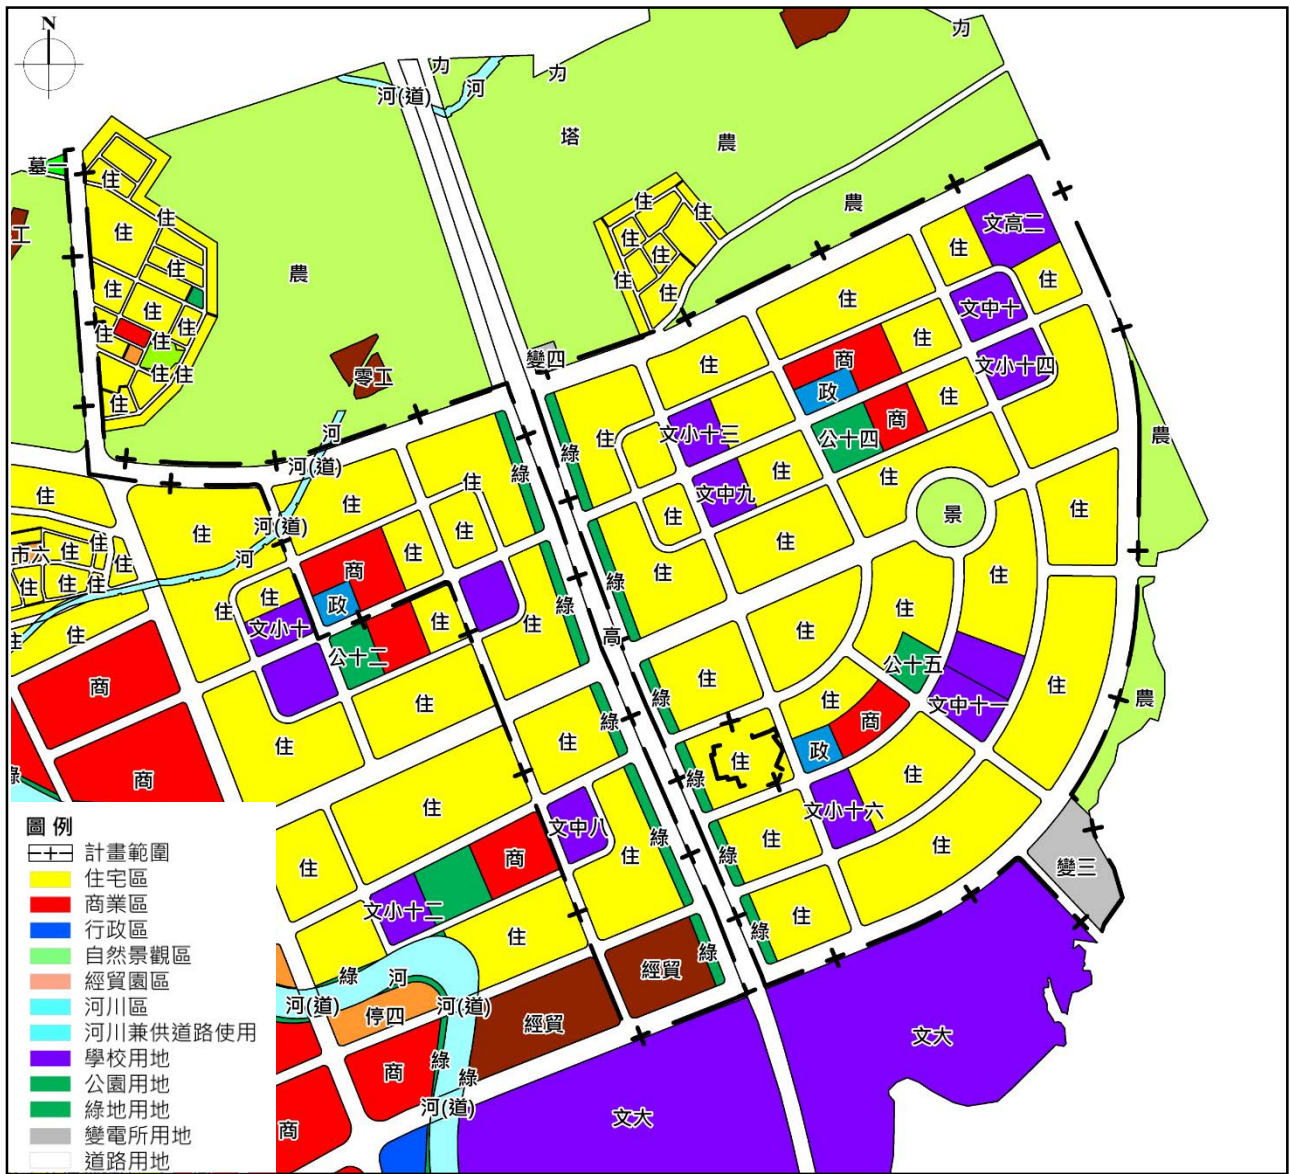 N
力
力
力
河(道)
河
塔
農
墓一
住
住
住
住
工
農
住
住
住
住
住
住
住
住
住
農
住
住
住
住
住
住
文高二
住
住
住
文中十
變四
零工
住
商
住
文小十四
政
住
住
文小十三
公十四
商
農
河
河(道)
綠
綠
住
住
文中九
住
住
住
住
住
景
住
河(道)
住
河
住
住
住
市六
住
住
住
住
住
住
商
住
住
住
綠
綠
政
住
文小十
住
住
住
住
高
住
公十二
住
公十五
商
住
綠
住
住
農
文中十一
住
綠
住
商
住
綠
政
住
商
綠
住
文小十六
文中八
住
綠
住
綠
住
變三
住
商
文小十二
住
住
綠
綠
綠
河
經貿
河(道)
停四
河(道)
經貿
文大
商
綠
綠
河(道)
文大
商
圖例
計畫範圍
住宅區
商業區
行政區
自然景觀區
經貿園區
河川區
河川兼供道路使用
學校用地
公園用地
綠地用地
變電所用地
道路用地